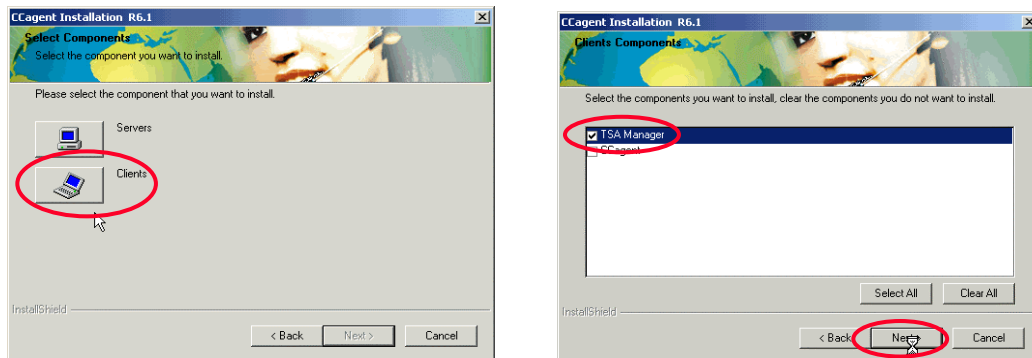 CCagent Installation R6.1
Select Components
Select the component you want to install.
Please select the component that you want to install.
Servers
Clients
InstallShield
< Back
Next >
Cancel
CCagent Installation R6.1
Clients Components
Select the components you want to install, clear the components you do not want to install.
TSA Manager
CCagent
Select All
Clear All
InstallShield
< Back
Next >
Cancel